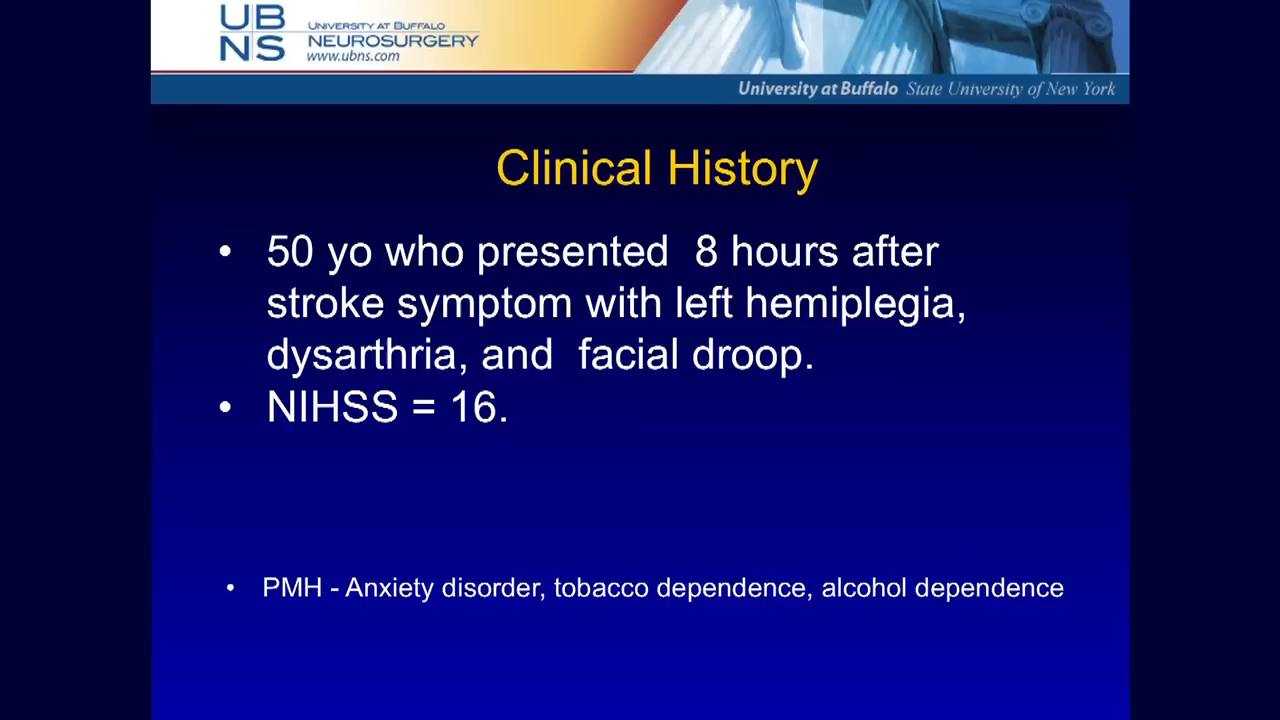 UB
NS
UNIVERSITY AT BUFFALO
NEUROSURGERY
www.ubns.com
University at Buffalo State University of New York
Clinical History
• 50 yo who presented 8 hours after
stroke symptom with left hemiplegia,
dysarthria, and facial droop.
• NIHSS = 16.
• PMH - Anxiety disorder, tobacco dependence, alcohol dependence